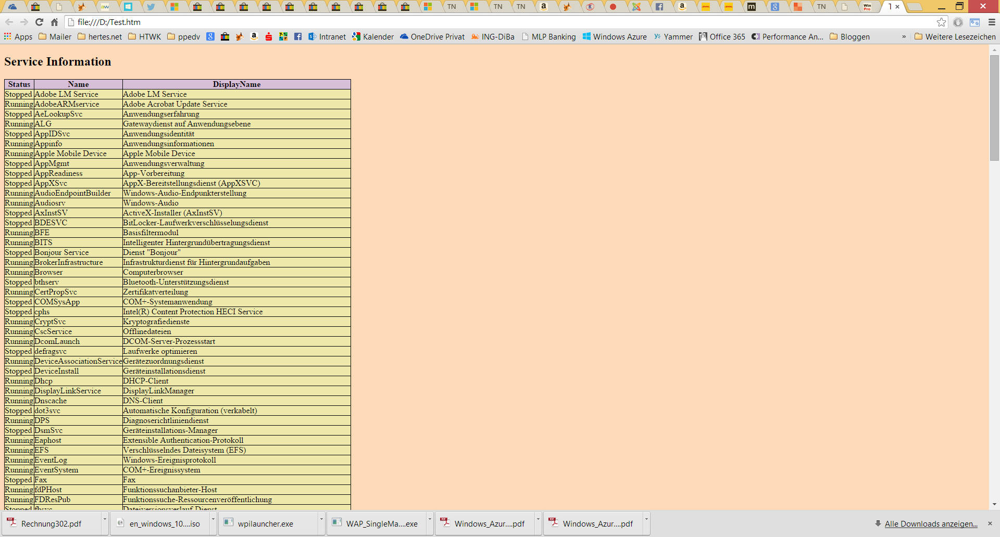 TN TN TN TN
file:///D:/Test.htm
Apps Mailer hertes.net HTWK ppedv Intranet Kalender OneDrive Privat ING-DiBa MLP Banking Windows Azure Yammer Office 365 Performance An... Bloggen » Weitere Lesezeichen
Service Information
Status Name DisplayName
Stopped Adobe LM Service Adobe LM Service
Running AdobeARMservice Adobe Acrobat Update Service
Stopped AeLookupSvc Anwendungserfahrung
Running ALG Gatewaydienst auf Anwendungsebene
Stopped AppIDSvc Anwendungsidentität
Running Appinfo Anwendungsinformationen
Running Apple Mobile Device Apple Mobile Device
Stopped AppMgmt Anwendungsverwaltung
Stopped AppReadiness App-Vorbereitung
Stopped AppXSvc AppX-Bereitstellungsdienst (AppXSVC)
Running AudioEndpointBuilder Windows-Audio-Endpunkterstellung
Running Audiosrv Windows-Audio
Stopped AxInstSV ActiveX-Installer (AxInstSV)
Stopped BDESVC BitLocker-Laufwerkverschlüsselungsdienst
Running BFE Basisfiltermodul
Running BITS Intelligenter Hintergrundübertragungsdienst
Stopped Bonjour Service Dienst "Bonjour"
Running BrokerInfrastructure Infrastrukturdienst für Hintergrundaufgaben
Running Browser Computerbrowser
Stopped bthserv Bluetooth-Unterstützungsdienst
Running CertPropSvc Zertifikatverteilung
Stopped COMSysApp COM+-Systemanwendung
Stopped cphs Intel(R) Content Protection HECI Service
Running CryptSvc Kryptografiedienste
Running CscService Offlinedateien
Running DcomLaunch DCOM-Server-Prozessstart
Stopped defragsvc Laufwerke optimieren
Running DeviceAssociationService Gerätezuordnungsdienst
Stopped DeviceInstall Geräteinstallationsdienst
Running Dhcp DHCP-Client
Running DisplayLinkService DisplayLinkManager
Running Dnscache DNS-Client
Stopped dot3svc Automatische Konfiguration (verkabelt)
Running DPS Diagnoserichtliniendienst
Stopped DsmSvc Geräteinstallations-Manager
Running Eaphost Extensible Authentication-Protokoll
Running EFS Verschlüsselndes Dateisystem (EFS)
Running EventLog Windows-Ereignisprotokoll
Running EventSystem COM+-Ereignissystem
Stopped Fax Fax
Running fdPHost Funktionssuchanbieter-Host
Running FDResPub Funktionssuche-Ressourcenveröffentlichung
Stopped fhsvc Dateiversionsverlauf-Dienst
Rechnung302.pdf en_windows_10....iso wpilauncher.exe WAP_SingleMa....exe Windows_Azur....pdf Windows_Azur....pdf Alle Downloads anzeigen...